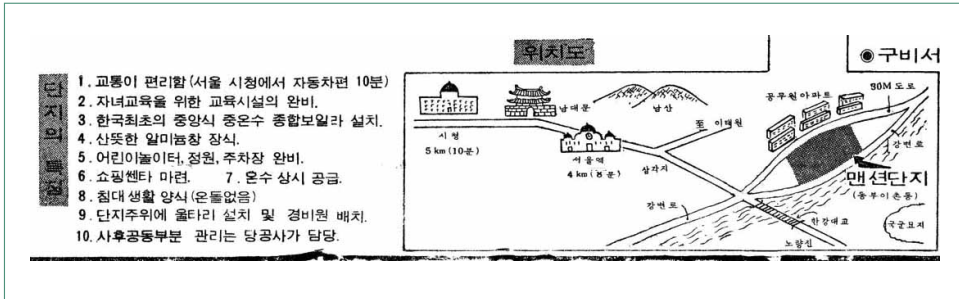 위치도
◉구비서
단지의 특징
1. 교통이 편리함 (서울 시청에서 자동차편 10분)
2. 자녀교육을 위한 교육시설의 완비.
3. 한국최초의 중앙식 중온수 종합보일라 설치.
4. 산뜻한 알미늄창 장식.
5. 어린이놀이터, 정원, 주차장 완비.
6. 쇼핑쎈타 마련. 7. 온수 상시 공급.
8. 침대생활 양식 (온돌없음)
9. 단지주위에 울타리 설치 및 경비원 배치.
10. 사후공동부분 관리는 당공사가 담당.
시청
5 km (10분)
남대문
남산
서울역
4 km (8분)
至 이태원
삼각지
공무원아파트
30M 도로
강변로
맨션단지
(동부이촌동)
강변로
한강대교
노량진
국군묘지